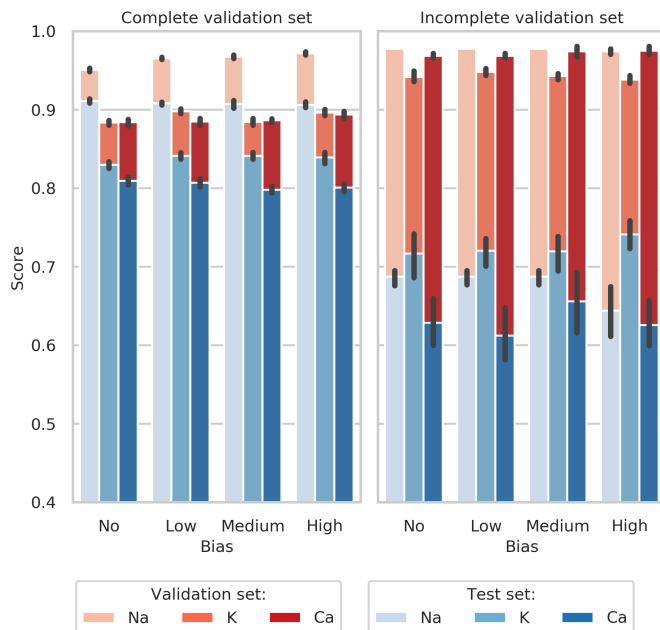 Complete validation set
Incomplete validation set
1.0
0.9
0.8
0.7
0.6
0.5
0.4
Score
No Low Medium High
No Low Medium High
Bias
Bias
Validation set:
Na K Ca
Test set:
Na K Ca